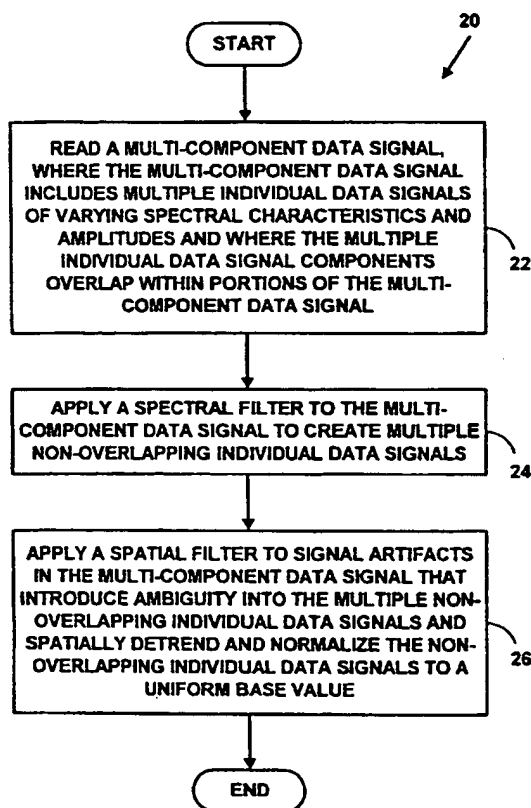 20
START
READ A MULTI-COMPONENT DATA SIGNAL,
WHERE THE MULTI-COMPONENT DATA SIGNAL
INCLUDES MULTIPLE INDIVIDUAL DATA SIGNALS
OF VARYING SPECTRAL CHARACTERISTICS AND
AMPLITUDES AND WHERE THE MULTIPLE
INDIVIDUAL DATA SIGNAL COMPONENTS
OVERLAP WITHIN PORTIONS OF THE MULTI-
COMPONENT DATA SIGNAL
22
APPLY A SPECTRAL FILTER TO THE MULTI-
COMPONENT DATA SIGNAL TO CREATE MULTIPLE
NON-OVERLAPPING INDIVIDUAL DATA SIGNALS
24
APPLY A SPATIAL FILTER TO SIGNAL ARTIFACTS
IN THE MULTI-COMPONENT DATA SIGNAL THAT
INTRODUCE AMBIGUITY INTO THE MULTIPLE NON-
OVERLAPPING INDIVIDUAL DATA SIGNALS AND
SPATIALLY DETREND AND NORMALIZE THE NON-
OVERLAPPING INDIVIDUAL DATA SIGNALS TO A
UNIFORM BASE VALUE
26
END